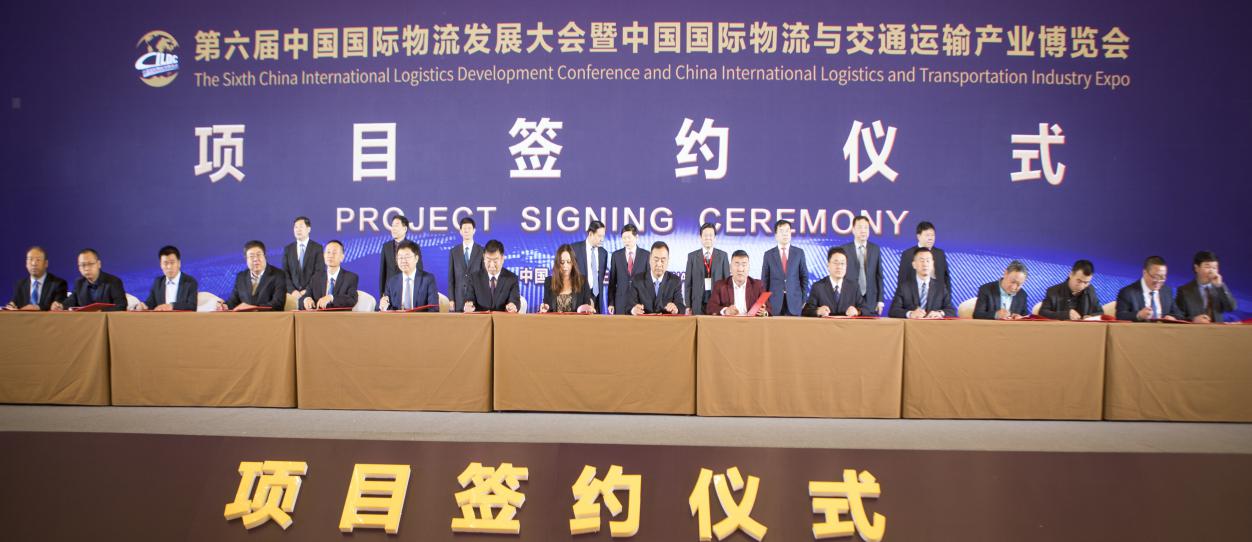 CILDC
第六届中国国际物流发展大会暨中国国际物流与交通运输产业博览会
The Sixth China International Logistics Development Conference and China International Logistics and Transportation Industry Expo
项目签约仪式
PROJECT SIGNING CEREMONY
中国
项目签约仪式